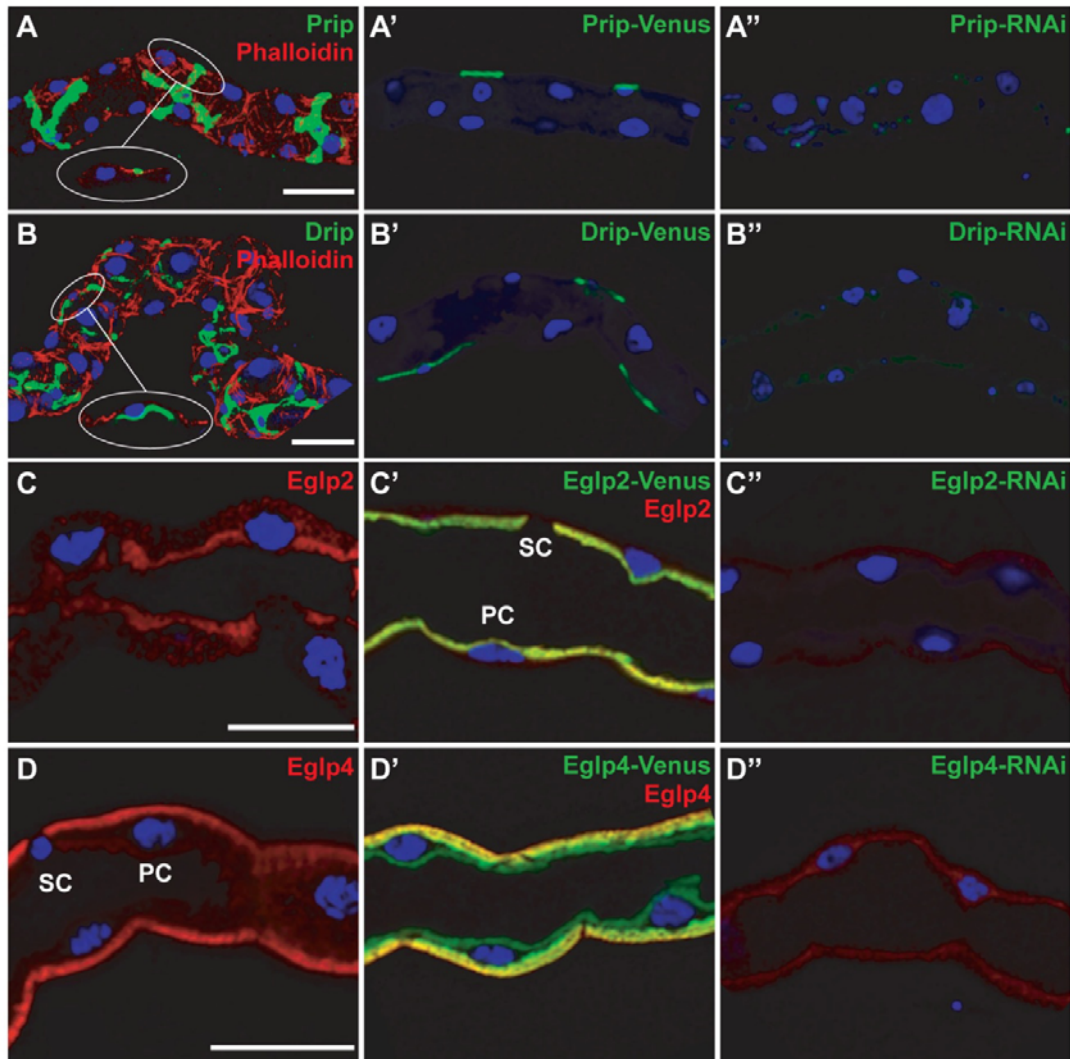 A
Prip
Phalloidin
A'
Prip-Venus
A"
Prip-RNAi
B
Drip
Phalloidin
B'
Drip-Venus
B"
Drip-RNAi
C
Eglp2
C'
Eglp2-Venus
Eglp2
SC
PC
C"
Eglp2-RNAi
D
Eglp4
SC
PC
D'
Eglp4-Venus
Eglp4
D"
Eglp4-RNAi